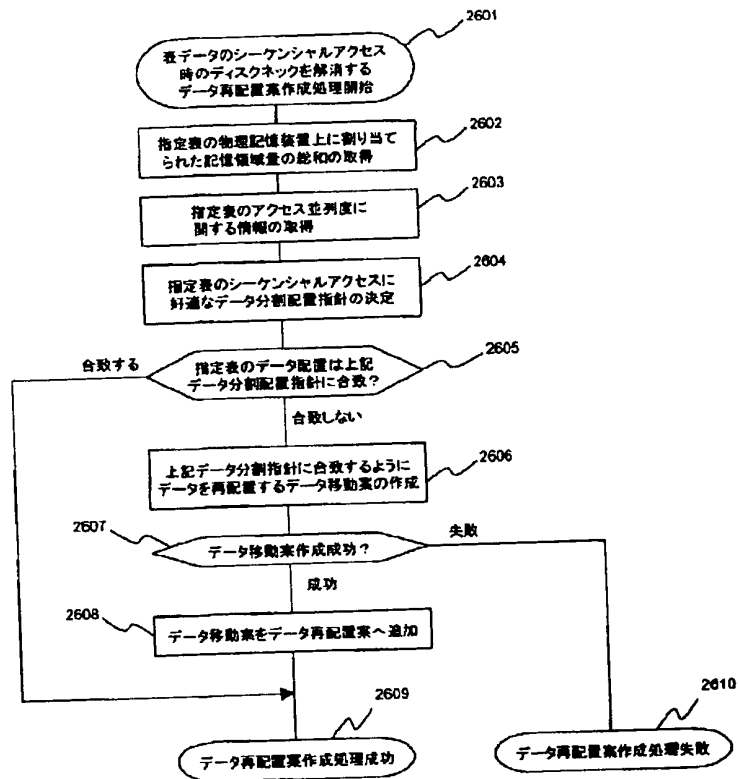 2601
表データのシーケンシャルアクセス
時のディスクネックを解消する
データ再配置案作成処理開始
2602
指定表の物理記憶装置上に割り当て
られた記憶領域量の総和の取得
2603
指定表のアクセス並列度に
関する情報の取得
2604
指定表のシーケンシャルアクセスに
好適なデータ分割配置指針の決定
2605
合致する
指定表のデータ配置は上記
データ分割配置指針に合致?
合致しない
2606
上記データ分割指針に合致するように
データを再配置するデータ移動案の作成
2607
失敗
データ移動案作成成功?
成功
2608
データ移動案をデータ再配置案へ追加
2609
2610
データ再配置案作成処理成功
データ再配置案作成処理失敗